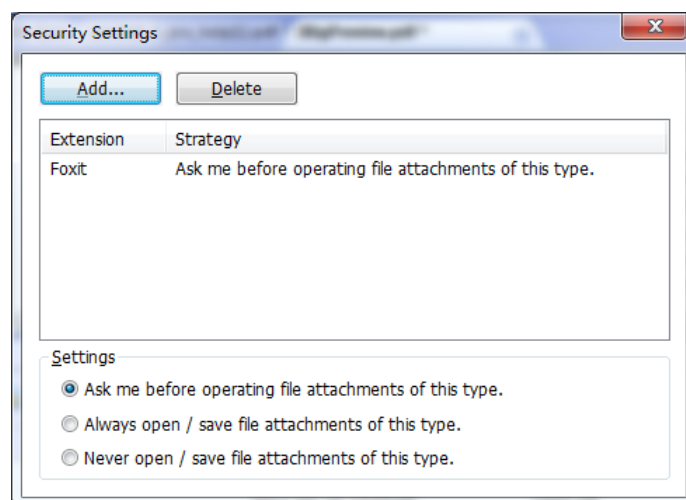 Security Settings
Add...
Delete
Extension Strategy
Foxit Ask me before operating file attachments of this type.
Settings
Ask me before operating file attachments of this type.
Always open / save file attachments of this type.
Never open / save file attachments of this type.